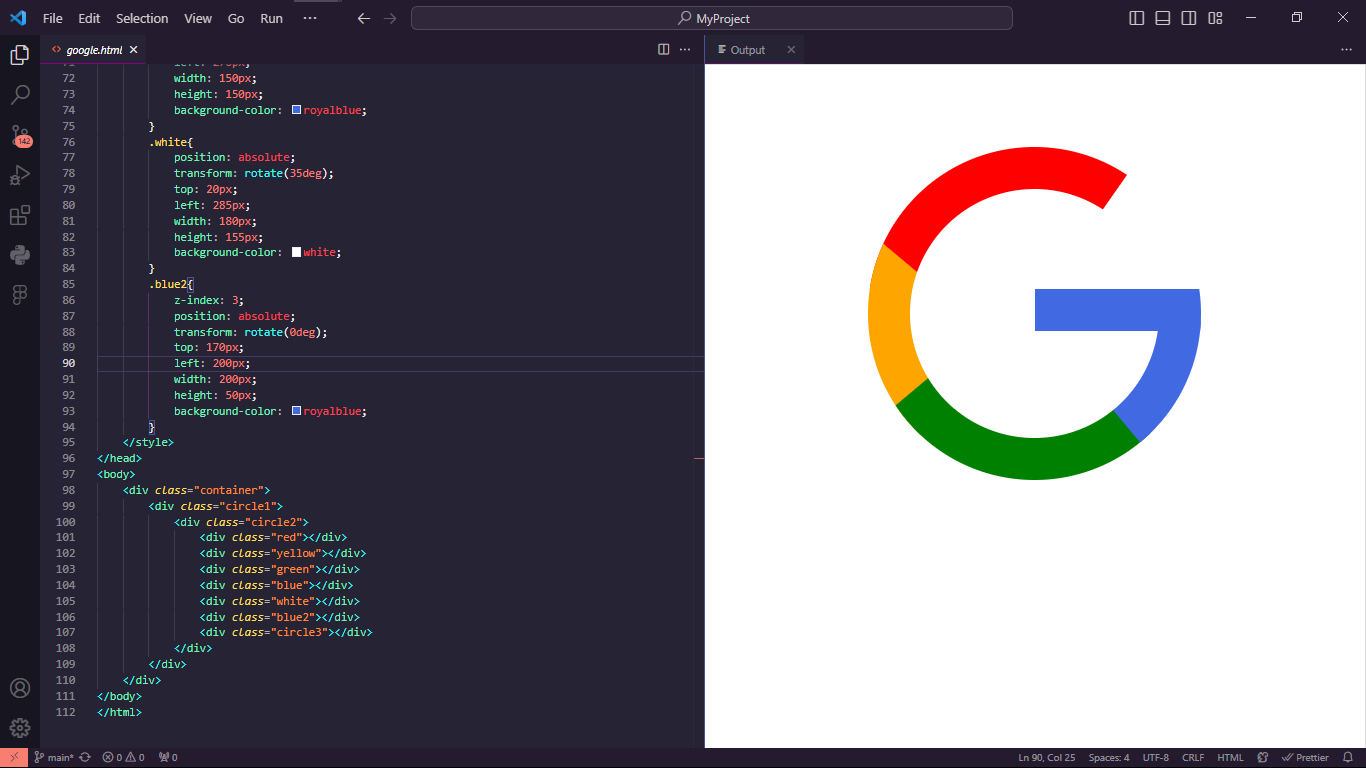 File Edit Selection View Go Run ···
MyProject
google.html
Output
142
72 width: 150px;
73 height: 150px;
74 background-color: royalblue;
75 }
76 .white{
77 position: absolute;
78 transform: rotate(35deg);
79 top: 20px;
80 left: 285px;
81 width: 180px;
82 height: 155px;
83 background-color: white;
84 }
85 .blue2{
86 z-index: 3;
87 position: absolute;
88 transform: rotate(0deg);
89 top: 170px;
90 left: 200px;
91 width: 200px;
92 height: 50px;
93 background-color: royalblue;
94 }
95 </style>
96 </head>
97 <body>
98 <div class="container">
99 <div class="circle1">
100 <div class="circle2">
101 <div class="red"></div>
102 <div class="yellow"></div>
103 <div class="green"></div>
104 <div class="blue"></div>
105 <div class="white"></div>
106 <div class="blue2"></div>
107 <div class="circle3"></div>
108 </div>
109 </div>
110 </div>
111 </body>
112 </html>
main* 0 0 0
Ln 90, Col 25 Spaces: 4 UTF-8 CRLF HTML Prettier